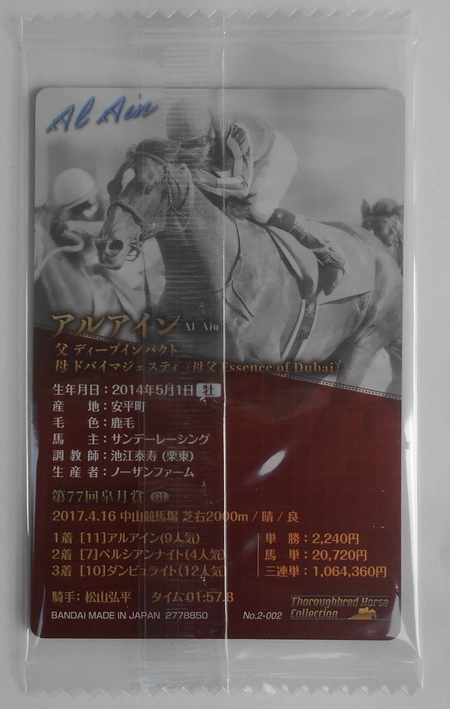 Al Ain
アルアイン Al Ain
父 ディープインパクト
母 ドバイマジェスティ (母父 Essence of Dubai)
生年月日：2014年5月1日 牡
産　地：安平町
毛　色：鹿毛
馬　主：サンデーレーシング
調教師：池江泰寿 (栗東)
生産者：ノーザンファーム
第77回皐月賞 GI
2017.4.16 中山競馬場 芝右2000m / 晴 / 良
1着 [11]アルアイン(9人気)
2着 [7]ペルシアンナイト(4人気)
3着 [10]ダンビュライト(12人気)
単　勝：2,240円
馬　単：20,720円
三連単：1,064,360円
騎手：松山弘平　タイム 01:57.8
Thoroughbred Horse
Collection
BANDAI MADE IN JAPAN 2778850
No.2-002